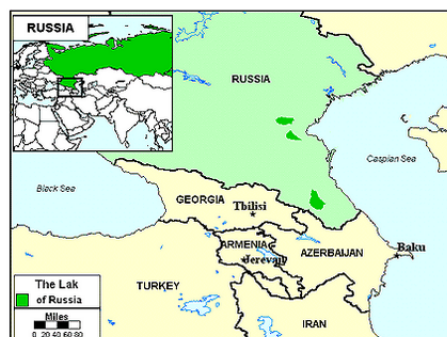 RUSSIA
RUSSIA
Black Sea
Caspian Sea
GEORGIA
Tbilisi
ARMENIA
Jerevan
AZERBAIJAN
Baku
TURKEY
IRAN
The Lak
of Russia
Miles
0 20 40 60 80